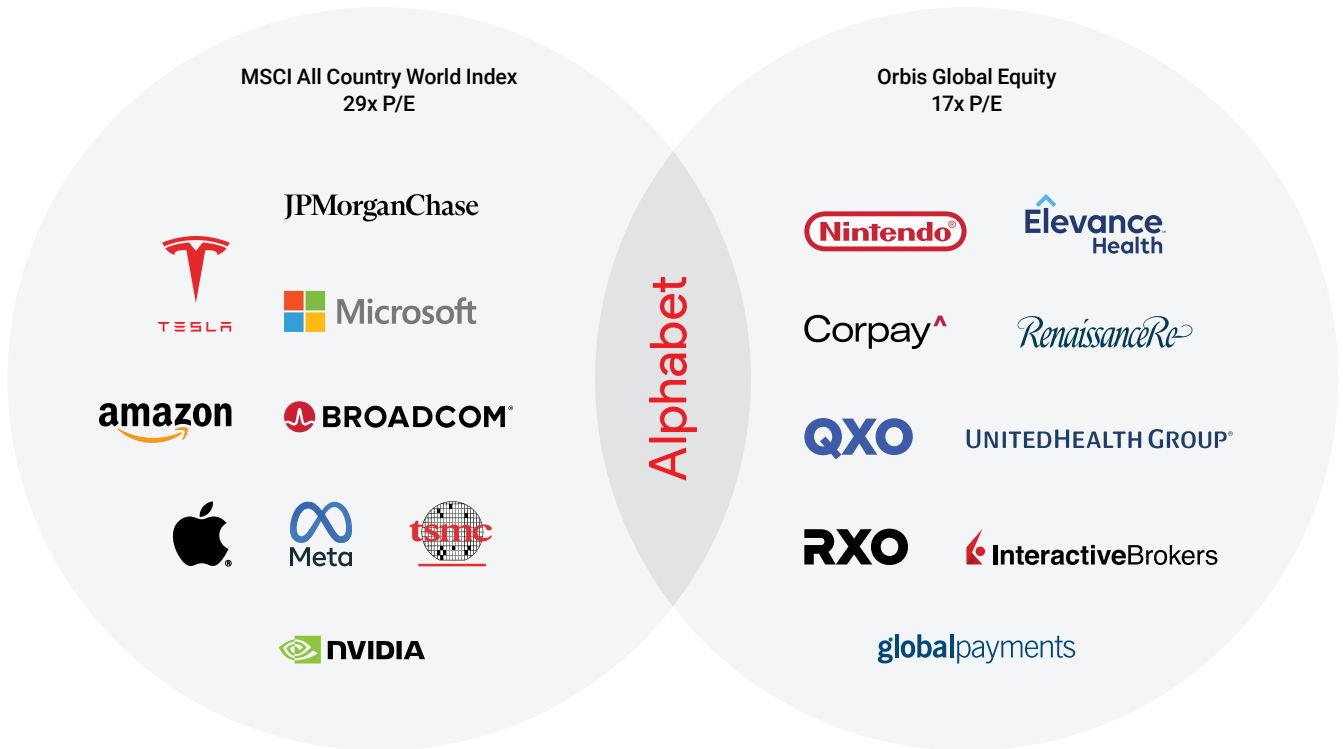 MSCI All Country World Index
29x P/E
JPMorganChase
TESLA
Microsoft
amazon
BROADCOM®
®
Meta
tsmc
NVIDIA
Alphabet
Orbis Global Equity
17x P/E
Nintendo®
Elevance
Health
Corpay^
RenaissanceRe
QXO
UNITEDHEALTH GROUP®
RXO
InteractiveBrokers
globalpayments